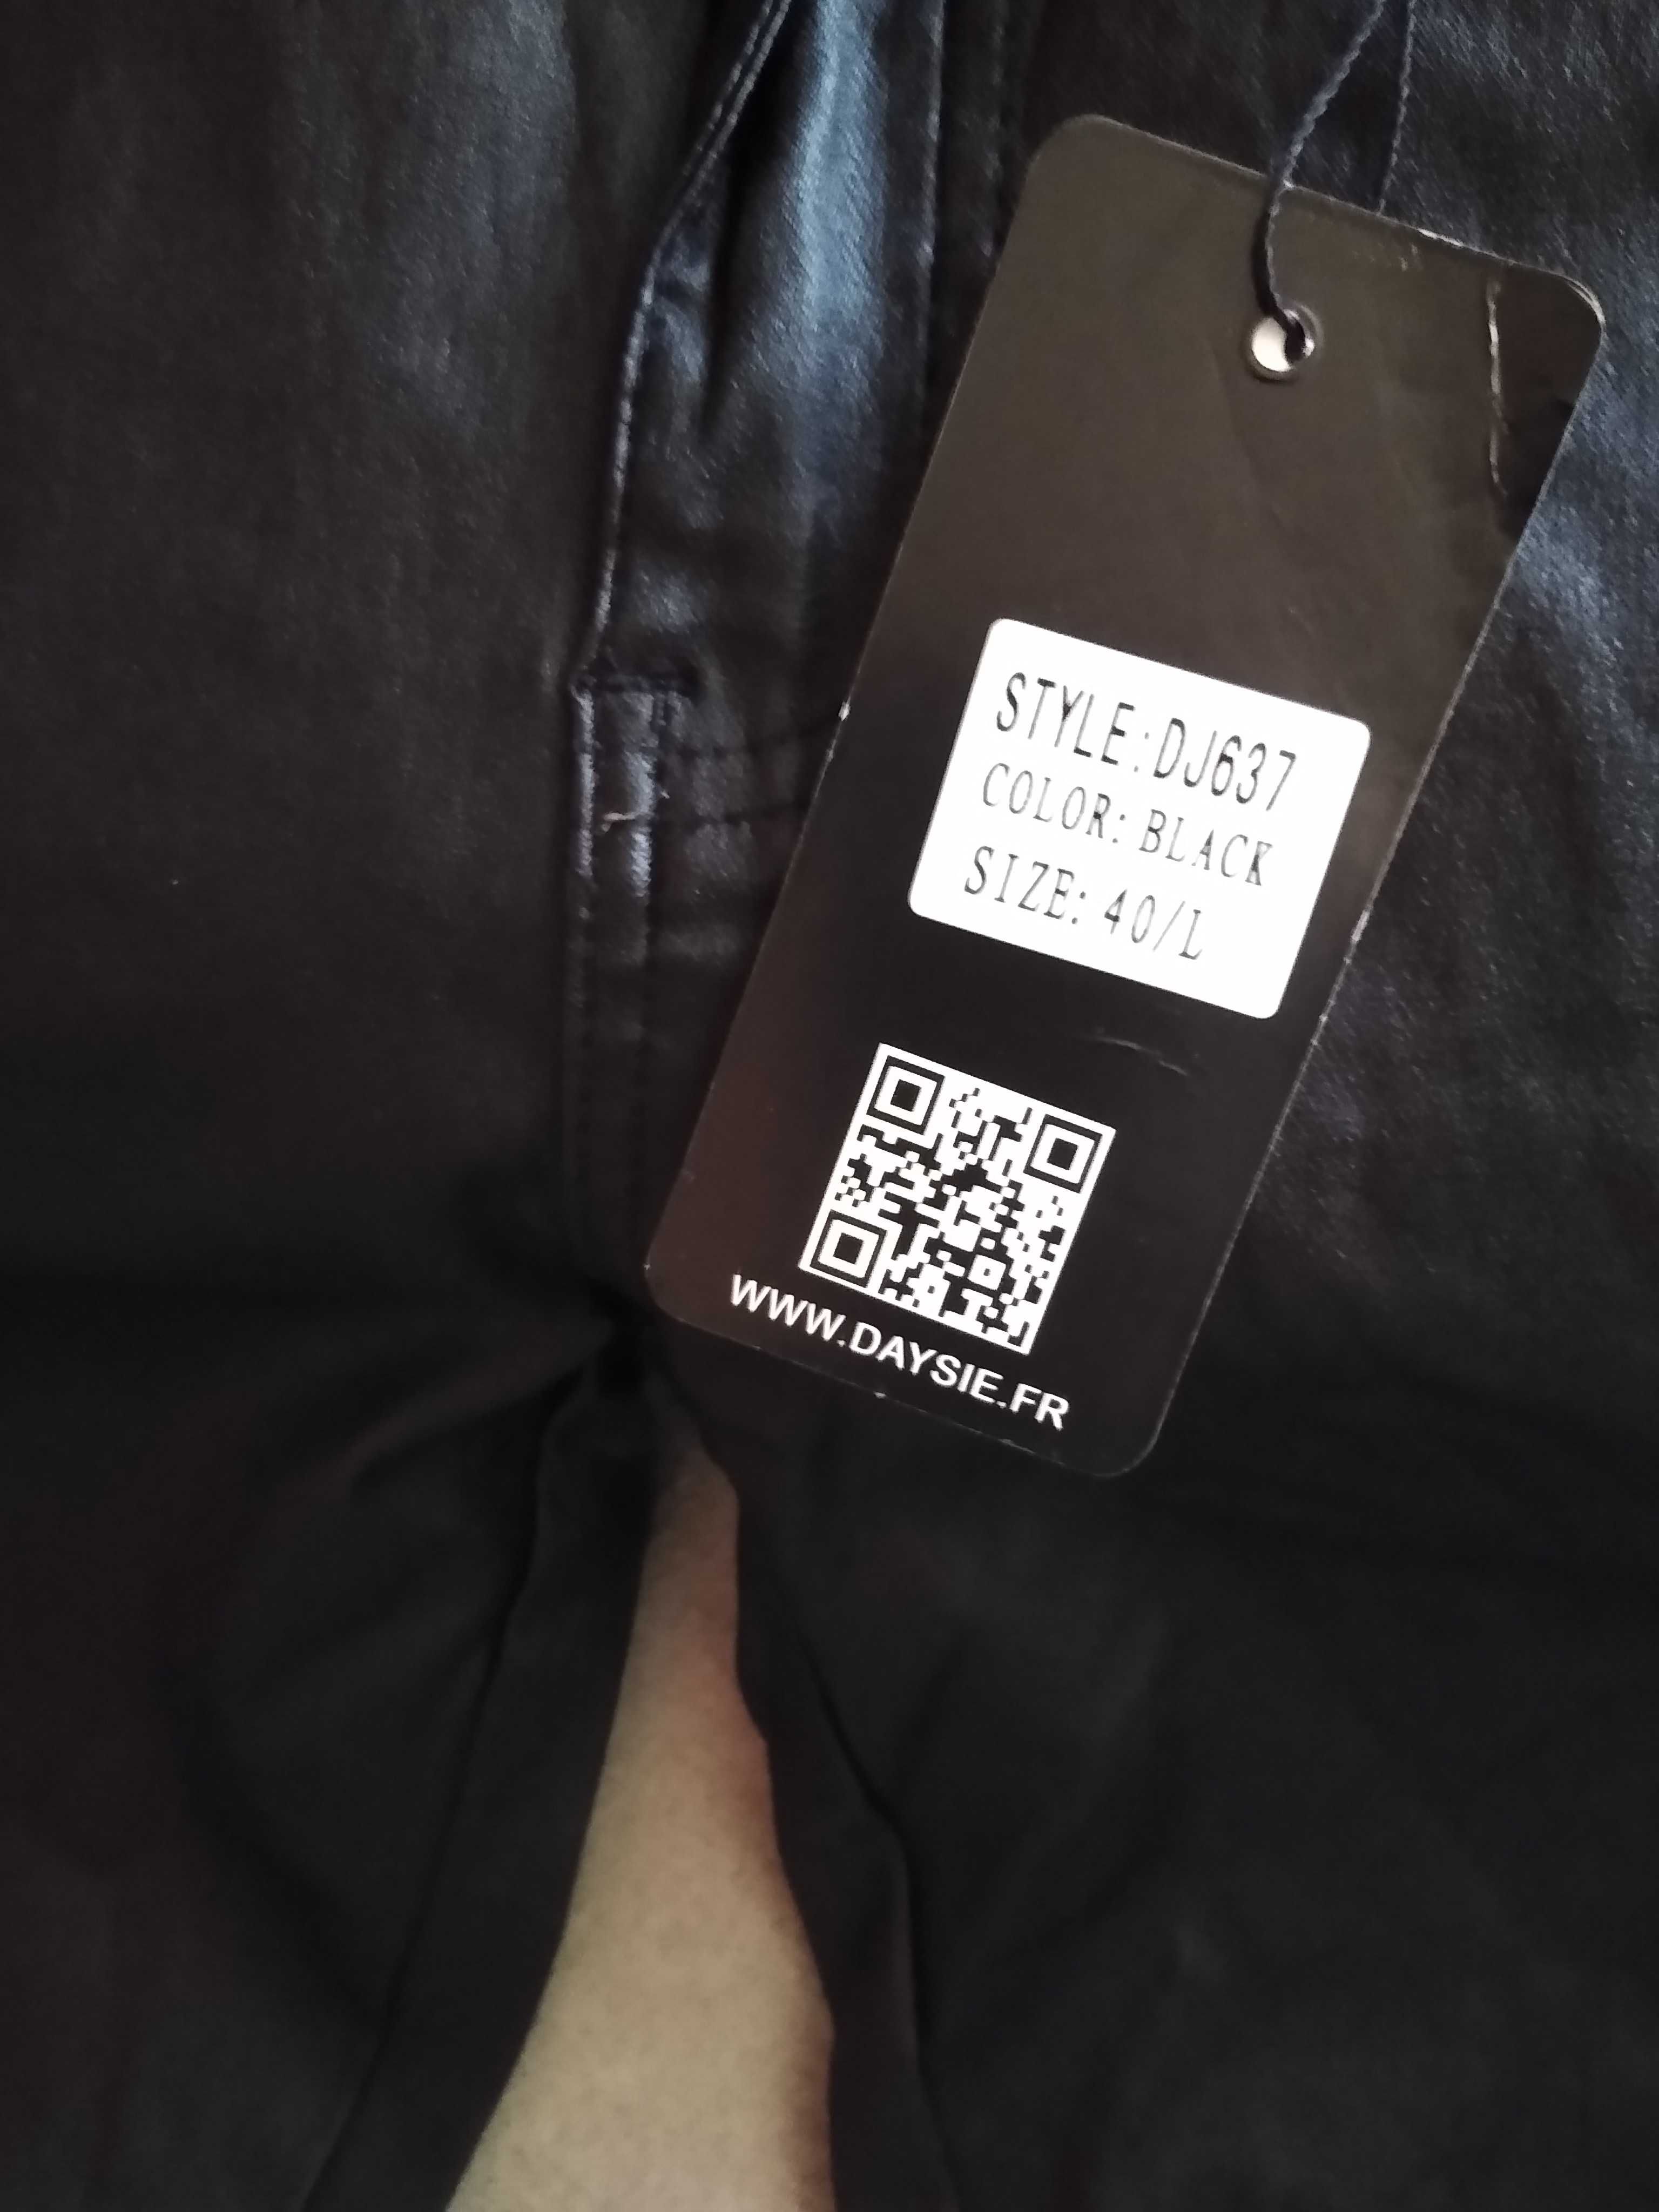 STYLE:DJ637
COLOR: BLACK
SIZE: 40/L
WWW.DAYSIE.FR